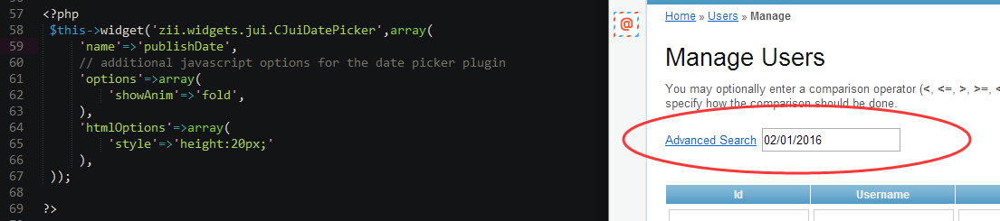 57 <?php
58 $this->widget('zii.widgets.jui.CJuiDatePicker',array(
59 'name'=>'publishDate',
60 // additional javascript options for the date picker plugin
61 'options'=>array(
62 'showAnim'=>'fold',
63 ),
64 'htmlOptions'=>array(
65 'style'=>'height:20px;'
66 ),
67 ));
68
69 ?>
@
Home » Users » Manage
Manage Users
You may optionally enter a comparison operator (<, <=, >, >=, <
specify how the comparison should be done.
Advanced Search 02/01/2016
Id Username